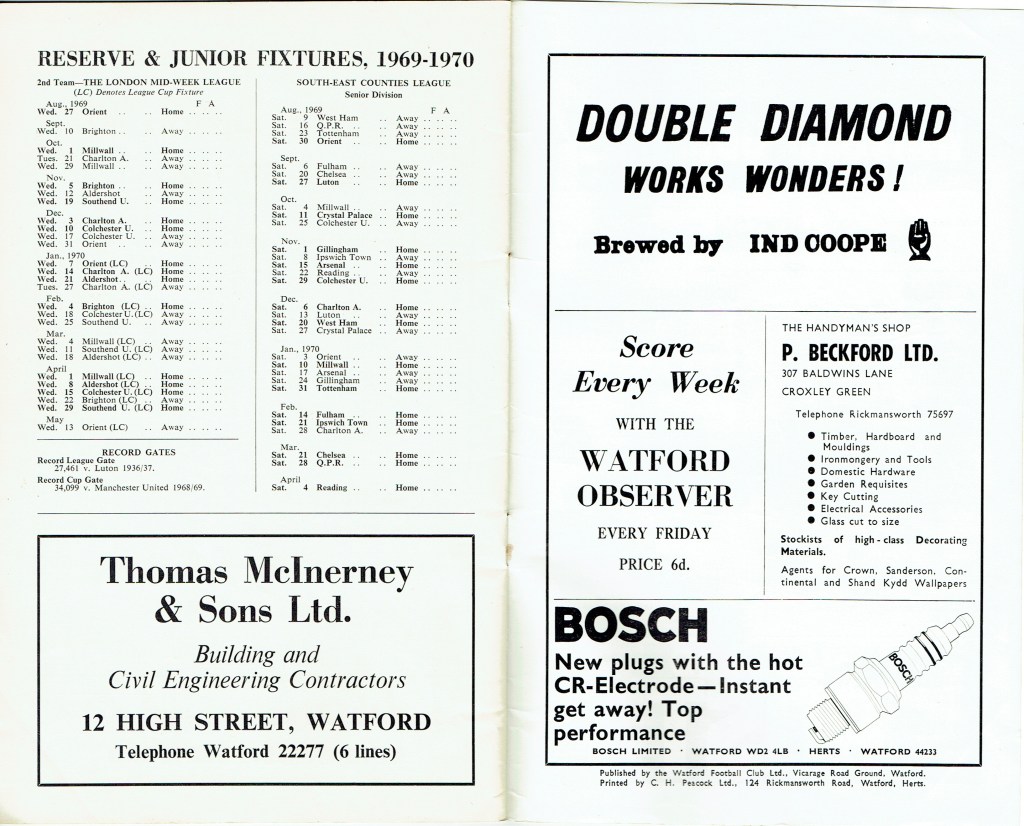 RESERVE & JUNIOR FIXTURES, 1969-1970
2nd Team—THE LONDON MID-WEEK LEAGUE
(LC) Denotes League Cup Fixture
Aug., 1969 F A
Wed. 27 Orient .. .. Home .. .. ..
Sept.
Wed. 10 Brighton .. .. Away .. .. ..
Oct.
Wed. 1 Millwall .. .. Home .. .. ..
Tues. 21 Charlton A. .. Away .. .. ..
Wed. 29 Millwall .. .. Away .. .. ..
Nov.
Wed. 5 Brighton .. .. Home .. .. ..
Wed. 12 Aldershot .. Away .. .. ..
Wed. 19 Southend U. .. Home .. .. ..
Dec.
Wed. 3 Charlton A. .. Home .. .. ..
Wed. 10 Colchester U. .. Home .. .. ..
Wed. 17 Colchester U. .. Away .. .. ..
Wed. 31 Orient .. .. Away .. .. ..
Jan., 1970
Wed. 7 Orient (LC) .. Home .. .. ..
Wed. 14 Charlton A. (LC) Home .. .. ..
Wed. 21 Aldershot .. .. Home .. .. ..
Tues. 27 Charlton A. (LC) Away .. .. ..
Feb.
Wed. 4 Brighton (LC) .. Home .. .. ..
Wed. 18 Colchester U. (LC) Away .. .. ..
Wed. 25 Southend U. .. Away .. .. ..
Mar.
Wed. 4 Millwall (LC) .. Away .. .. ..
Wed. 11 Southend U. (LC) Away .. .. ..
Wed. 18 Aldershot (LC) .. Away .. .. ..
April
Wed. 1 Millwall (LC) .. Home .. .. ..
Wed. 8 Aldershot (LC) .. Home .. .. ..
Wed. 15 Colchester U. (LC) Home .. .. ..
Wed. 22 Brighton (LC) .. Away .. .. ..
Wed. 29 Southend U. (LC) Home .. .. ..
May
Wed. 13 Orient (LC) .. Away .. .. ..
RECORD GATES
Record League Gate
27,461 v. Luton 1936/37.
Record Cup Gate
34,099 v. Manchester United 1968/69.
SOUTH-EAST COUNTIES LEAGUE
Senior Division
Aug., 1969 F A
Sat. 9 West Ham .. Away .. .. ..
Sat. 16 Q.P.R. .. .. Away .. .. ..
Sat. 23 Tottenham .. Away .. .. ..
Sat. 30 Orient .. .. Home .. .. ..
Sept.
Sat. 6 Fulham .. .. Away .. .. ..
Sat. 20 Chelsea .. .. Away .. .. ..
Sat. 27 Luton .. .. Home .. .. ..
Oct.
Sat. 4 Millwall .. .. Away .. .. ..
Sat. 11 Crystal Palace .. Home .. .. ..
Sat. 25 Colchester U. .. Away .. .. ..
Nov.
Sat. 1 Gillingham .. Home .. .. ..
Sat. 8 Ipswich Town .. Away .. .. ..
Sat. 15 Arsenal .. .. Home .. .. ..
Sat. 22 Reading .. .. Away .. .. ..
Sat. 29 Colchester U. .. Home .. .. ..
Dec.
Sat. 6 Charlton A. .. Home .. .. ..
Sat. 13 Luton .. .. Away .. .. ..
Sat. 20 West Ham .. Home .. .. ..
Sat. 27 Crystal Palace .. Away .. .. ..
Jan., 1970
Sat. 3 Orient .. .. Away .. .. ..
Sat. 10 Millwall .. .. Home .. .. ..
Sat. 17 Arsenal .. .. Away .. .. ..
Sat. 24 Gillingham .. Away .. .. ..
Sat. 31 Tottenham .. Home .. .. ..
Feb.
Sat. 14 Fulham .. .. Home .. .. ..
Sat. 21 Ipswich Town .. Home .. .. ..
Sat. 28 Charlton A. .. Away .. .. ..
Mar.
Sat. 21 Chelsea .. .. Home .. .. ..
Sat. 28 Q.P.R. .. .. Home .. .. ..
April
Sat. 4 Reading .. .. Home .. .. ..
Thomas McInerney
& Sons Ltd.
Building and
Civil Engineering Contractors
12 HIGH STREET, WATFORD
Telephone Watford 22277 (6 lines)
DOUBLE DIAMOND
WORKS WONDERS!
Brewed by IND COOPE
Score
Every Week
WITH THE
WATFORD
OBSERVER
EVERY FRIDAY
PRICE 6d.
THE HANDYMAN'S SHOP
P. BECKFORD LTD.
307 BALDWINS LANE
CROXLEY GREEN
Telephone Rickmansworth 75697
● Timber, Hardboard and
Mouldings
● Ironmongery and Tools
● Domestic Hardware
● Garden Requisites
● Key Cutting
● Electrical Accessories
● Glass cut to size
Stockists of high-class Decorating
Materials.
Agents for Crown, Sanderson, Con-
tinental and Shand Kydd Wallpapers
BOSCH
New plugs with the hot
CR-Electrode—Instant
get away! Top
performance
BOSCH
BOSCH LIMITED · WATFORD WD2 4LB · HERTS · WATFORD 44233
Published by the Watford Football Club Ltd., Vicarage Road Ground, Watford.
Printed by C. H. Peacock Ltd., 124 Rickmansworth Road, Watford, Herts.